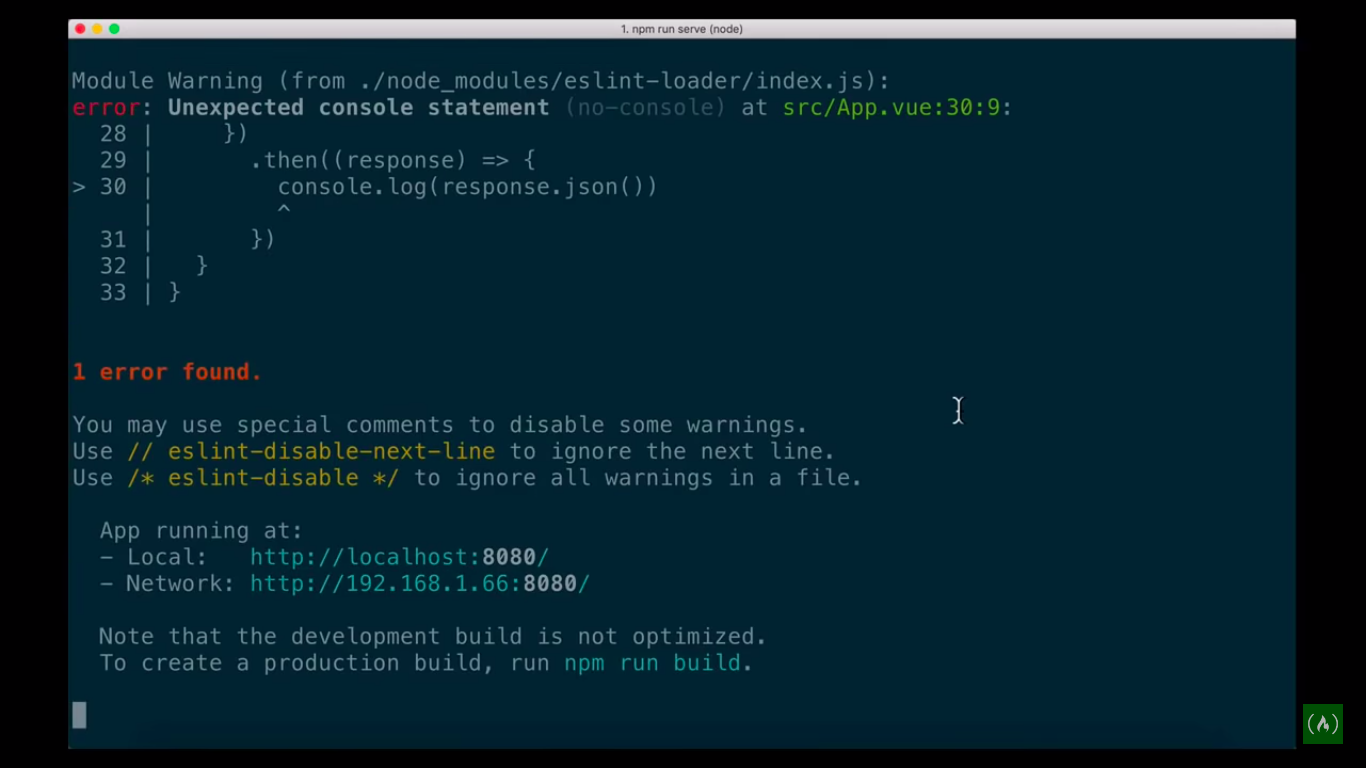 1. npm run serve (node)
Module Warning (from ./node_modules/eslint-loader/index.js):
error: Unexpected console statement (no-console) at src/App.vue:30:9:
  28 |     })
  29 |       .then((response) => {
> 30 |         console.log(response.json())
     |         ^
  31 |       })
  32 |   }
  33 | }
1 error found.
You may use special comments to disable some warnings.
Use // eslint-disable-next-line to ignore the next line.
Use /* eslint-disable */ to ignore all warnings in a file.
  App running at:
  - Local:   http://localhost:8080/
  - Network: http://192.168.1.66:8080/
  Note that the development build is not optimized.
  To create a production build, run npm run build.